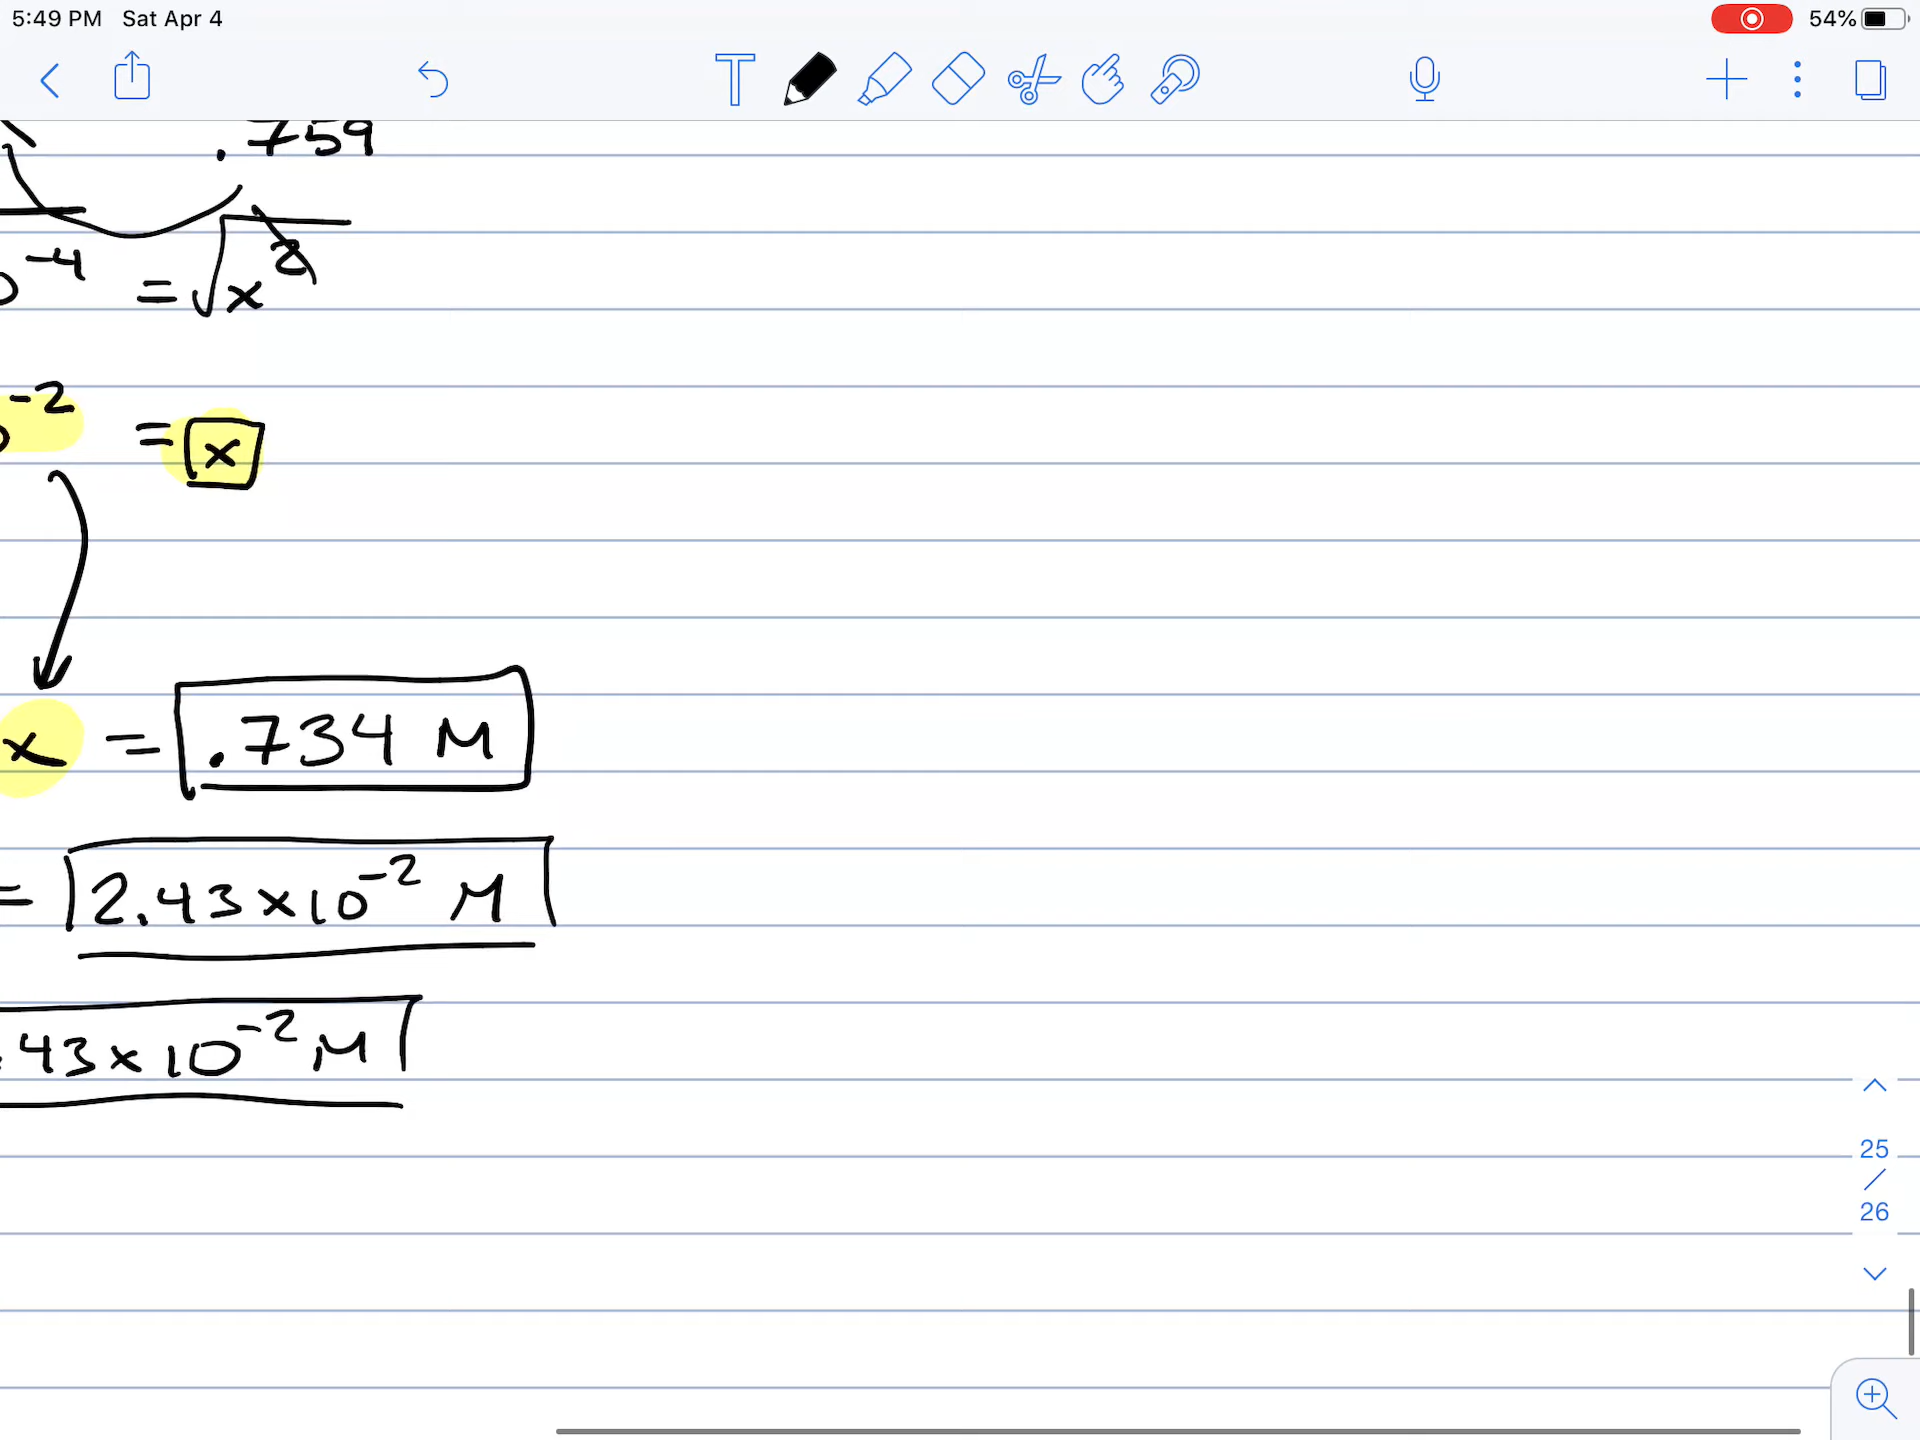 5:49 PM Sat Apr 4 54%
T
.759
-4 = √x²
-2 = x
x = .734 M
= 2.43 x 10⁻² M
.43 x 10⁻² M
25
/
26